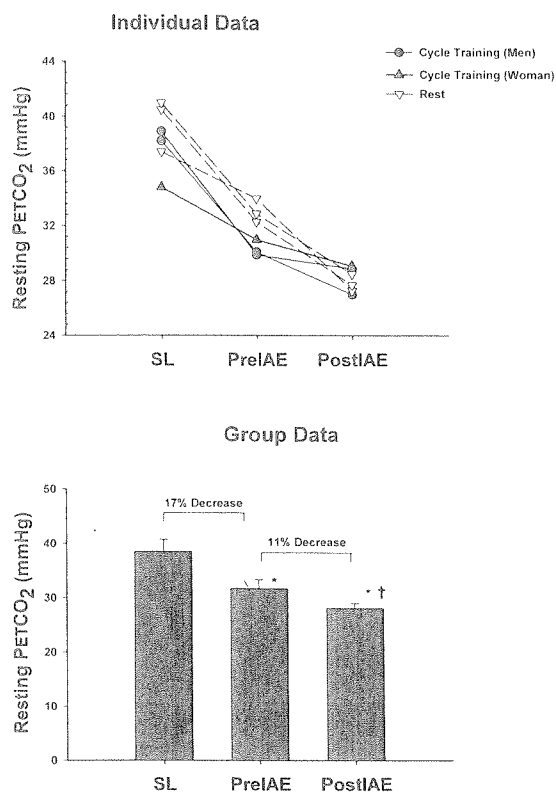 Individual Data
Cycle Training (Men)
Cycle Training (Woman)
Rest
Resting PETCO2 (mmHg)
44
40
36
32
28
24
SL PreIAE PostIAE
Group Data
Resting PETCO2 (mmHg)
50
40
30
20
10
0
17% Decrease
11% Decrease
*
* †
SL PreIAE PostIAE